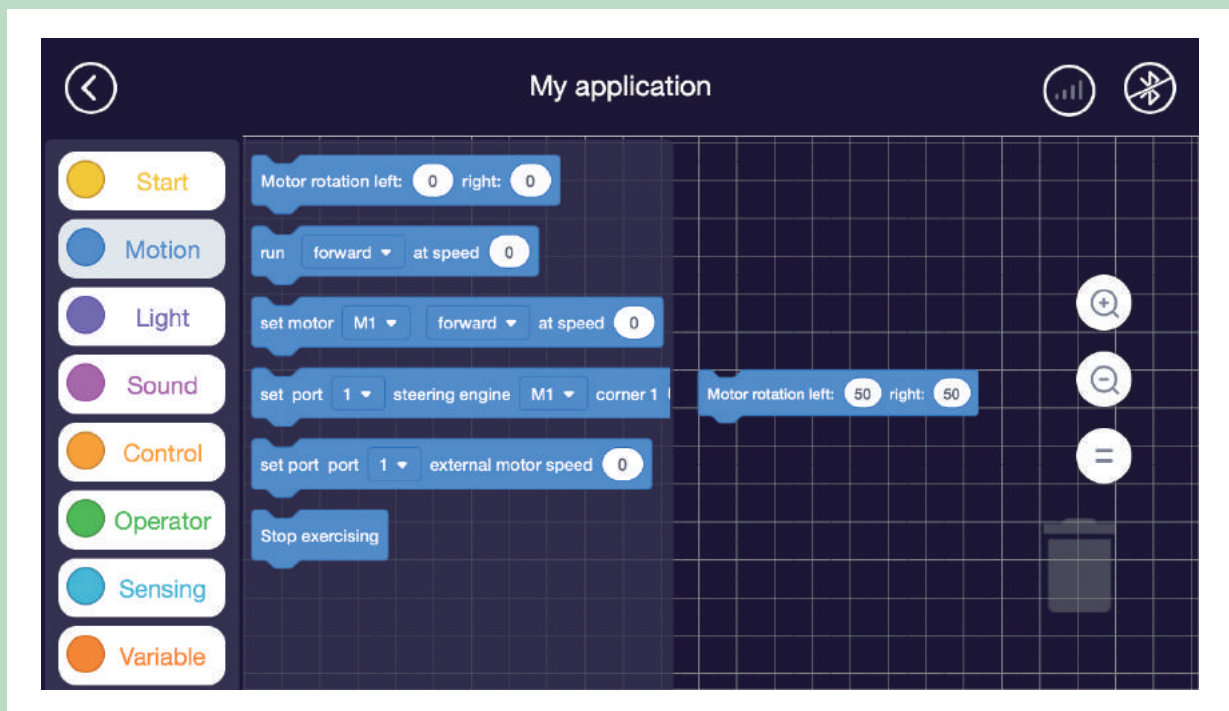 My application
Start
Motion
Light
Sound
Control
Operator
Sensing
Variable
Motor rotation left: 0 right: 0
run forward at speed 0
set motor M1 forward at speed 0
set port 1 steering engine M1 corner 1
set port port 1 external motor speed 0
Stop exercising
Motor rotation left: 50 right: 50